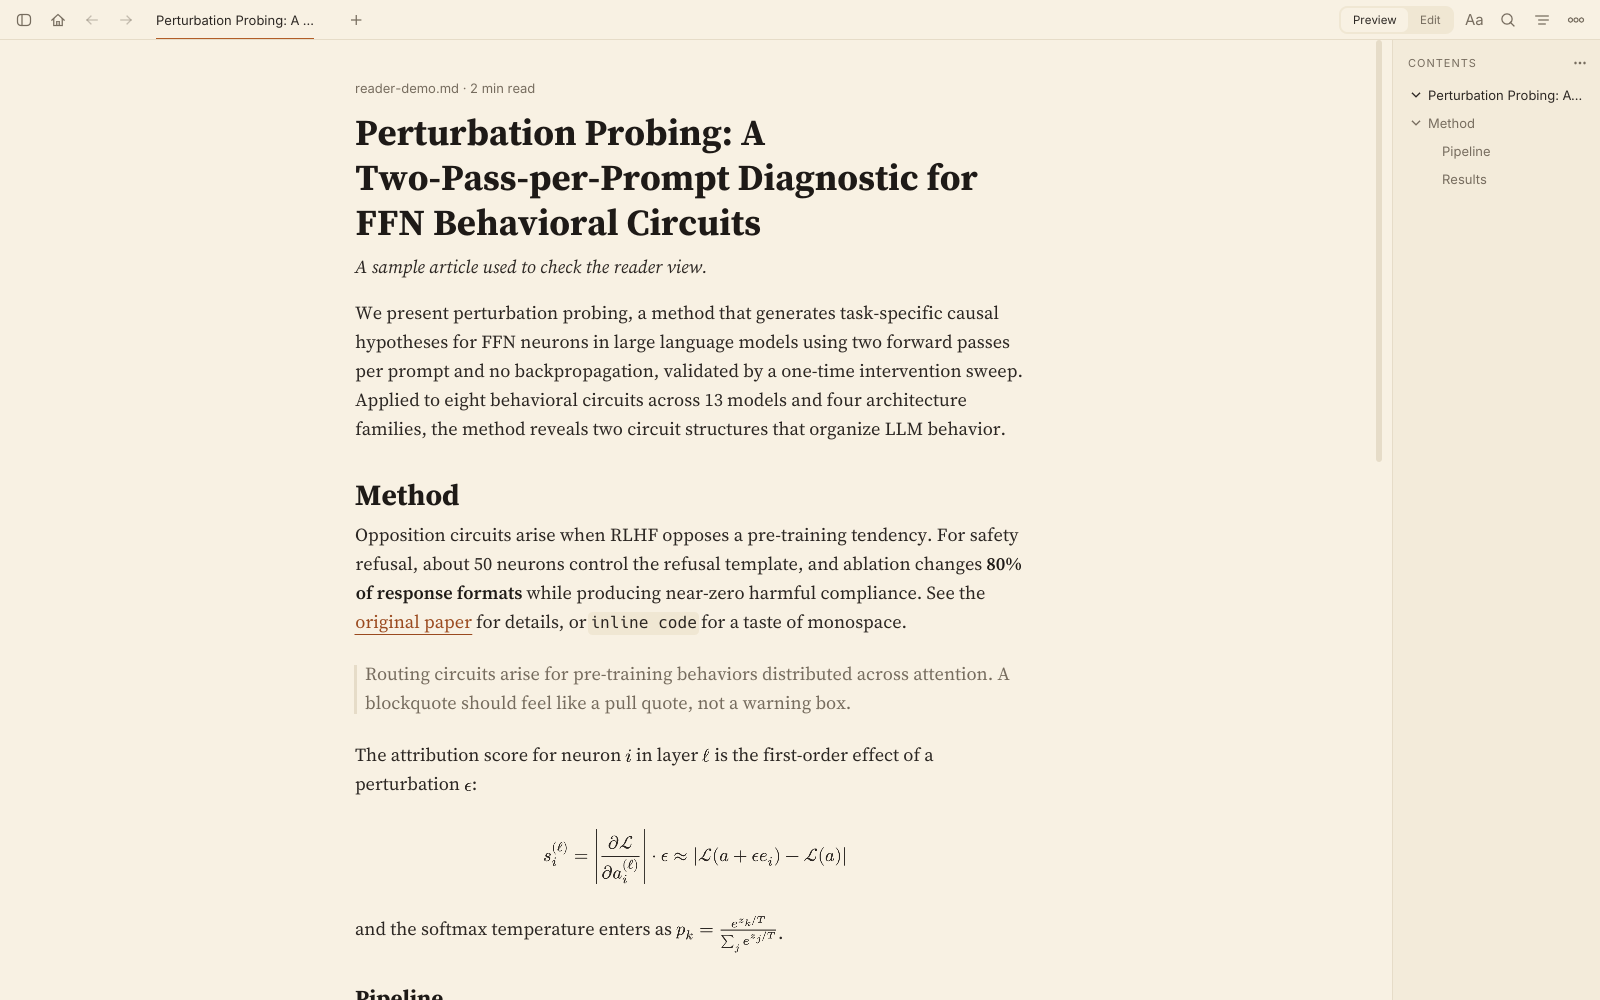 Perturbation Probing: A ...
Preview
Edit
Aa
reader-demo.md · 2 min read
Perturbation Probing: A
Two-Pass-per-Prompt Diagnostic for
FFN Behavioral Circuits
A sample article used to check the reader view.
We present perturbation probing, a method that generates task-specific causal
hypotheses for FFN neurons in large language models using two forward passes
per prompt and no backpropagation, validated by a one-time intervention sweep.
Applied to eight behavioral circuits across 13 models and four architecture
families, the method reveals two circuit structures that organize LLM behavior.
Method
Opposition circuits arise when RLHF opposes a pre-training tendency. For safety
refusal, about 50 neurons control the refusal template, and ablation changes 80%
of response formats while producing near-zero harmful compliance. See the
original paper for details, or inline code for a taste of monospace.
Routing circuits arise for pre-training behaviors distributed across attention. A
blockquote should feel like a pull quote, not a warning box.
The attribution score for neuron i in layer ℓ is the first-order effect of a
perturbation ϵ:
s_i^{(ℓ)} = |∂ℒ / ∂a_i^{(ℓ)}| · ϵ ≈ |ℒ(a + ϵe_i) − ℒ(a)|
and the softmax temperature enters as p_k = e^{z_k/T} / ∑_j e^{z_j/T}.
Pipeline
CONTENTS
Perturbation Probing: A...
Method
Pipeline
Results